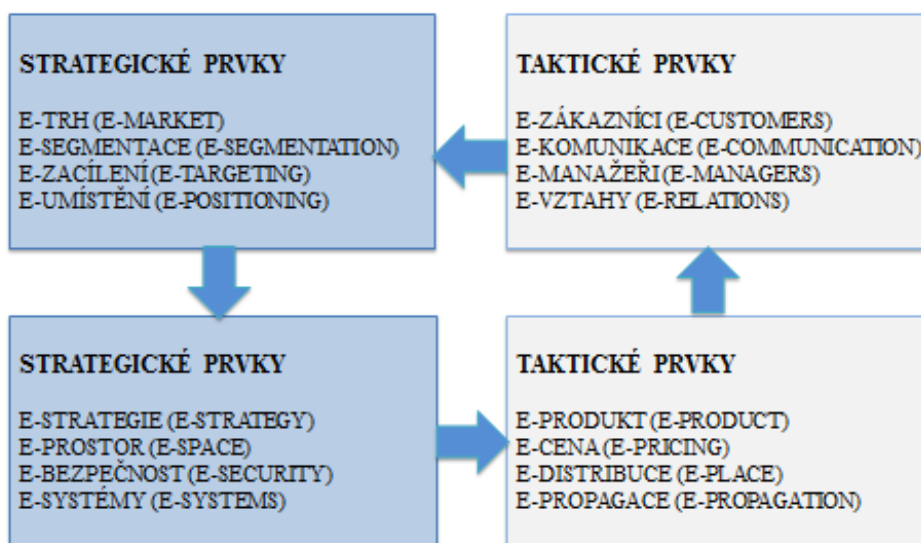 STRATEGICKÉ PRVKY
E-TRH (E-MARKET)
E-SEGMENTACE (E-SEGMENTATION)
E-ZACÍLENÍ (E-TARGETING)
E-UMÍSTĚNÍ (E-POSITIONING)
TAKTICKÉ PRVKY
E-ZÁKAZNÍCI (E-CUSTOMERS)
E-KOMUNIKACE (E-COMMUNICATION)
E-MANAŽEŘI (E-MANAGERS)
E-VZTAHY (E-RELATIONS)
STRATEGICKÉ PRVKY
E-STRATEGIE (E-STRATEGY)
E-PROSTOR (E-SPACE)
E-BEZPEČNOST (E-SECURITY)
E-SYSTÉMY (E-SYSTEMS)
TAKTICKÉ PRVKY
E-PRODUKT (E-PRODUCT)
E-CENA (E-PRICING)
E-DISTRIBUCE (E-PLACE)
E-PROPAGACE (E-PROPAGATION)